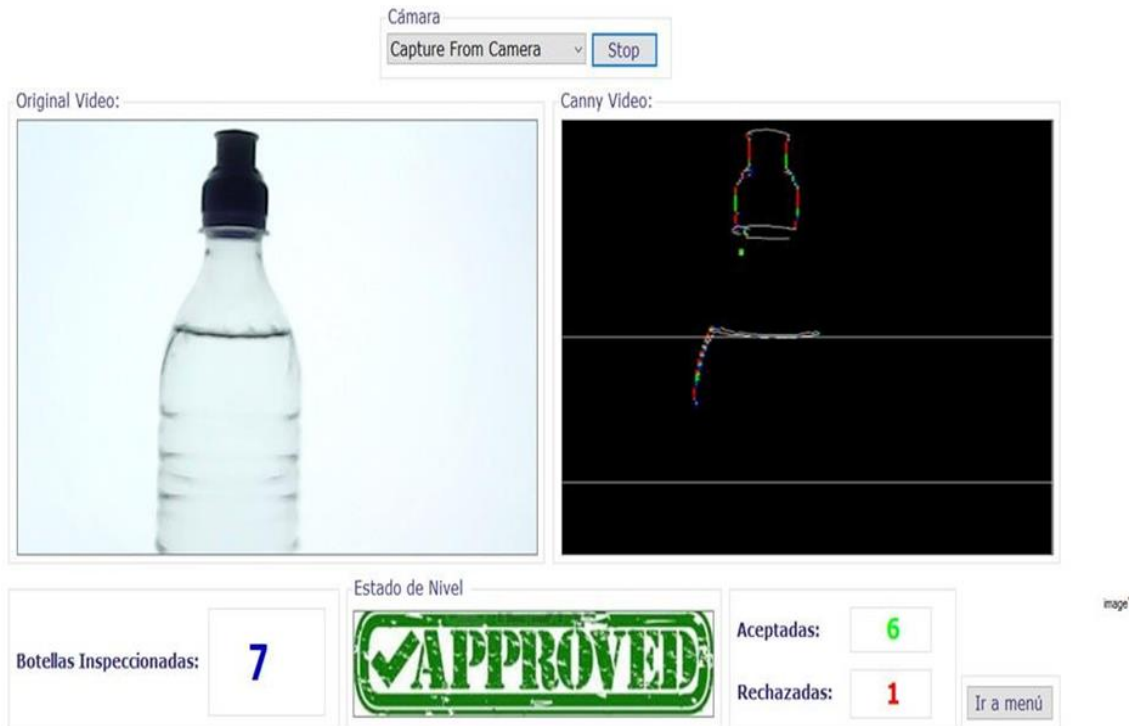 Cámara
Capture From Camera
Stop
Original Video:
Canny Video:
Botellas Inspeccionadas:
7
Estado de Nivel
APPROVED
Aceptadas:
6
Rechazadas:
1
Ir a menú
image